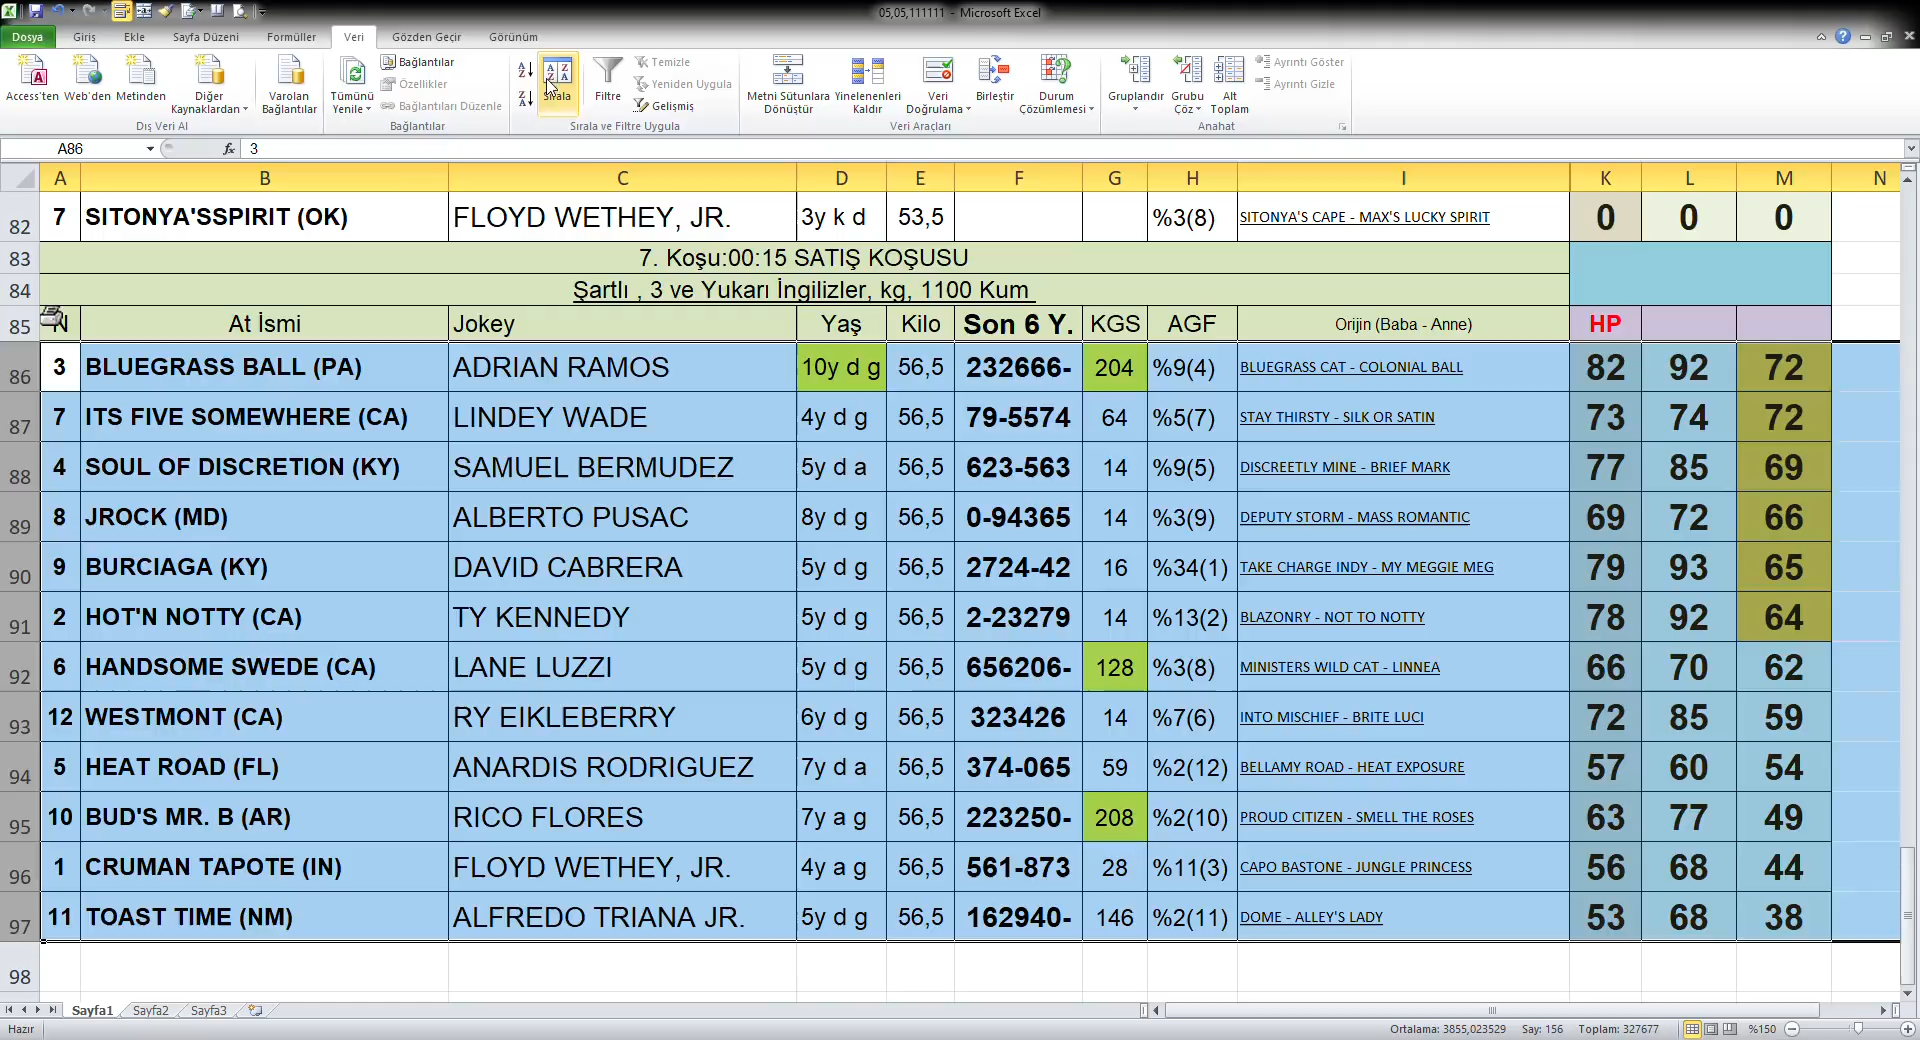 05,05,111111 - Microsoft Excel
Dosya Giriş Ekle Sayfa Düzeni Formüller Veri Gözden Geçir Görünüm
Access'ten Web'den Metinden Diğer Kaynaklardan Varolan Bağlantılar Tümünü Yenile Bağlantılar Özellikler Bağlantıları Düzenle Sırala Filtre Temizle Yeniden Uygula Gelişmiş Metni Sütunlara Dönüştür Yinelenenleri Kaldır Veri Doğrulama Birleştir Durum Çözümlemesi Gruplandır Grubu Çöz Alt Toplam Ayrıntı Göster Ayrıntı Gizle
Dış Veri Al Bağlantılar Sırala ve Filtre Uygula Veri Araçları Anahat
A86 fx 3
A B C D E F G H I K L M N
82 7 SITONYA'SSPIRIT (OK) FLOYD WETHEY, JR. 3y k d 53,5 %3(8) SITONYA'S CAPE - MAX'S LUCKY SPIRIT 0 0 0
83 7. Koşu:00:15 SATIŞ KOŞUSU
84 Şartlı , 3 ve Yukarı İngilizler, kg, 1100 Kum
85 N At İsmi Jokey Yaş Kilo Son 6 Y. KGS AGF Orijin (Baba - Anne) HP
86 3 BLUEGRASS BALL (PA) ADRIAN RAMOS 10y d g 56,5 232666- 204 %9(4) BLUEGRASS CAT - COLONIAL BALL 82 92 72
87 7 ITS FIVE SOMEWHERE (CA) LINDEY WADE 4y d g 56,5 79-5574 64 %5(7) STAY THIRSTY - SILK OR SATIN 73 74 72
88 4 SOUL OF DISCRETION (KY) SAMUEL BERMUDEZ 5y d a 56,5 623-563 14 %9(5) DISCREETLY MINE - BRIEF MARK 77 85 69
89 8 JROCK (MD) ALBERTO PUSAC 8y d g 56,5 0-94365 14 %3(9) DEPUTY STORM - MASS ROMANTIC 69 72 66
90 9 BURCIAGA (KY) DAVID CABRERA 5y d g 56,5 2724-42 16 %34(1) TAKE CHARGE INDY - MY MEGGIE MEG 79 93 65
91 2 HOT'N NOTTY (CA) TY KENNEDY 5y d g 56,5 2-23279 14 %13(2) BLAZONRY - NOT TO NOTTY 78 92 64
92 6 HANDSOME SWEDE (CA) LANE LUZZI 5y d g 56,5 656206- 128 %3(8) MINISTERS WILD CAT - LINNEA 66 70 62
93 12 WESTMONT (CA) RY EIKLEBERRY 6y d g 56,5 323426 14 %7(6) INTO MISCHIEF - BRITE LUCI 72 85 59
94 5 HEAT ROAD (FL) ANARDIS RODRIGUEZ 7y d a 56,5 374-065 59 %2(12) BELLAMY ROAD - HEAT EXPOSURE 57 60 54
95 10 BUD'S MR. B (AR) RICO FLORES 7y a g 56,5 223250- 208 %2(10) PROUD CITIZEN - SMELL THE ROSES 63 77 49
96 1 CRUMAN TAPOTE (IN) FLOYD WETHEY, JR. 4y a g 56,5 561-873 28 %11(3) CAPO BASTONE - JUNGLE PRINCESS 56 68 44
97 11 TOAST TIME (NM) ALFREDO TRIANA JR. 5y d g 56,5 162940- 146 %2(11) DOME - ALLEY'S LADY 53 68 38
98
Sayfa1 Sayfa2 Sayfa3
Hazır Ortalama: 3855,023529 Say: 156 Toplam: 327677 %150